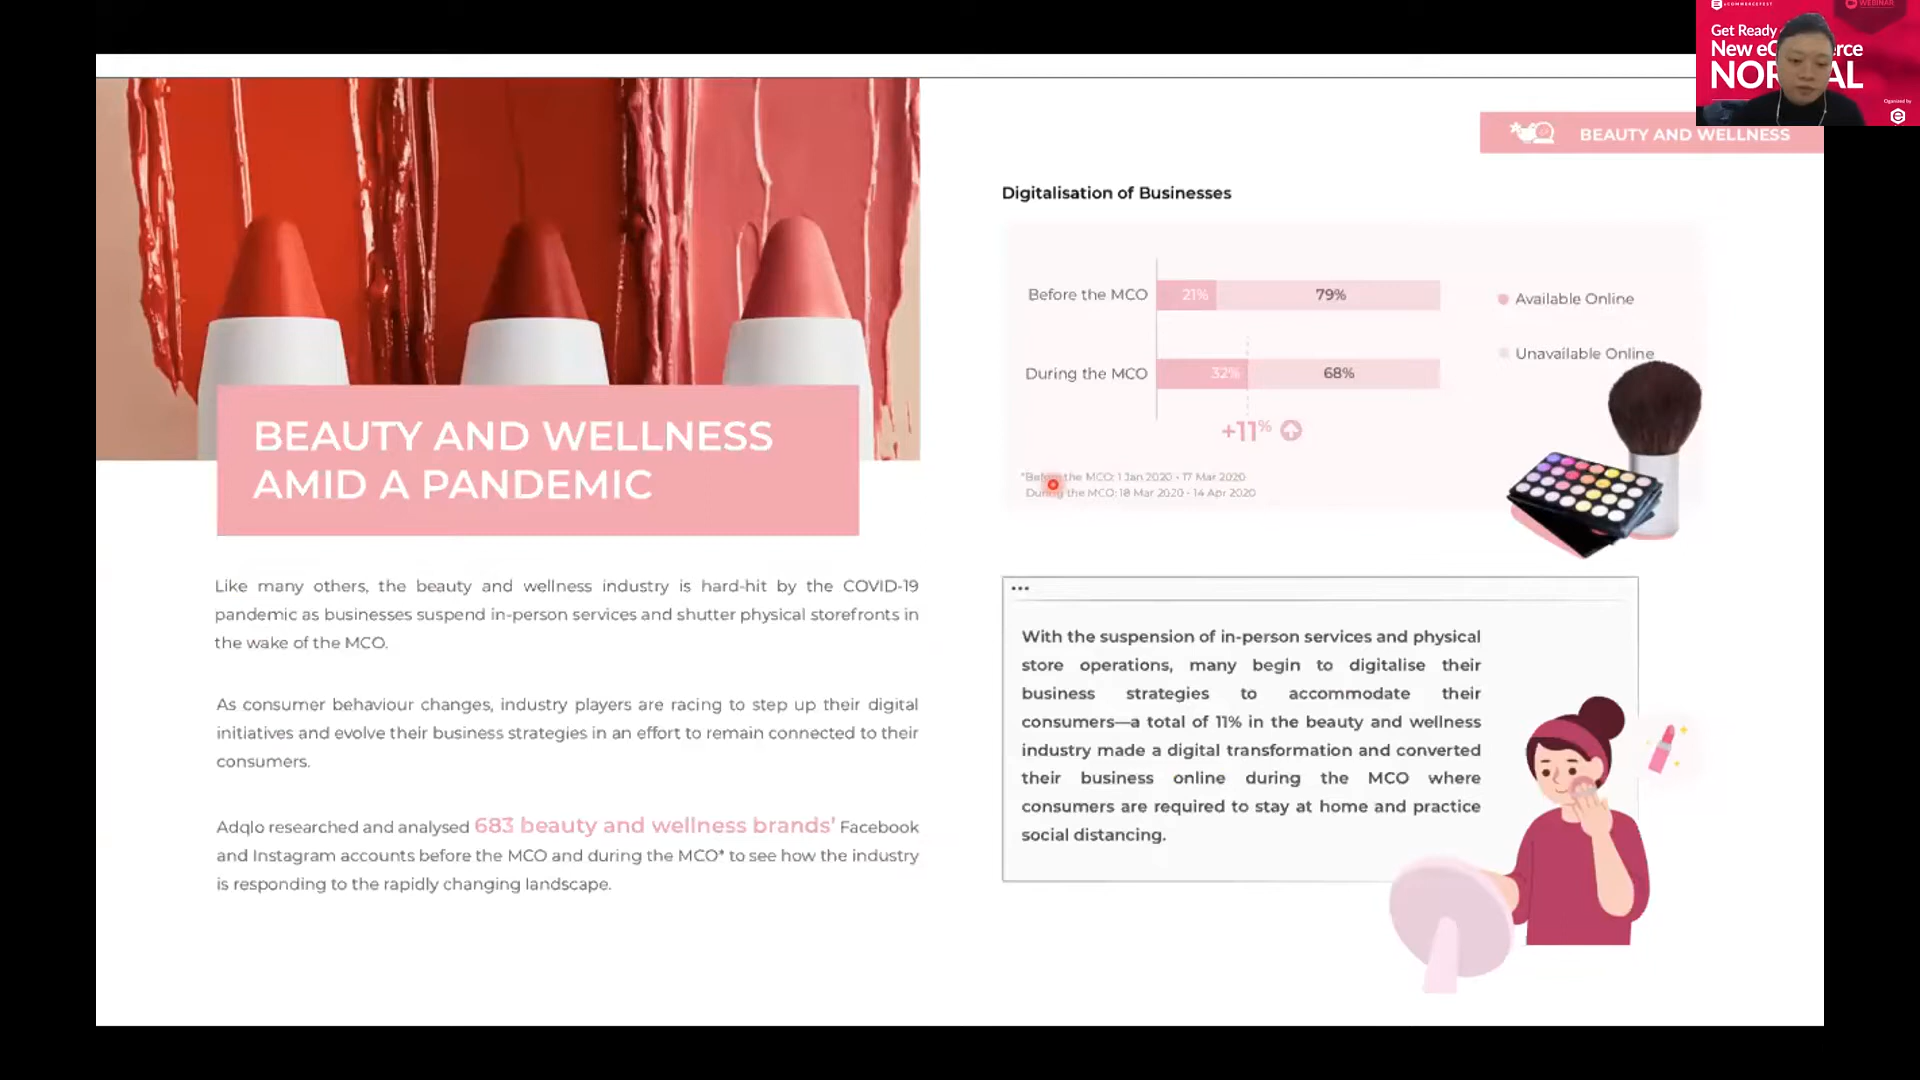 eCOMMERCEFEST
WEBINAR
Get Ready
New eC erce
NOR AL
Organized by
BEAUTY AND WELLNESS
BEAUTY AND WELLNESS
AMID A PANDEMIC
Like many others, the beauty and wellness industry is hard-hit by the COVID-19
pandemic as businesses suspend in-person services and shutter physical storefronts in
the wake of the MCO.
As consumer behaviour changes, industry players are racing to step up their digital
initiatives and evolve their business strategies in an effort to remain connected to their
consumers.
Adqlo researched and analysed 683 beauty and wellness brands’ Facebook
and Instagram accounts before the MCO and during the MCO* to see how the industry
is responding to the rapidly changing landscape.
Digitalisation of Businesses
Before the MCO 21% 79%
During the MCO 32% 68%
+11%
Available Online
Unavailable Online
*Before the MCO: 1 Jan 2020 - 17 Mar 2020
During the MCO: 18 Mar 2020 - 14 Apr 2020
With the suspension of in-person services and physical
store operations, many begin to digitalise their
business strategies to accommodate their
consumers—a total of 11% in the beauty and wellness
industry made a digital transformation and converted
their business online during the MCO where
consumers are required to stay at home and practice
social distancing.